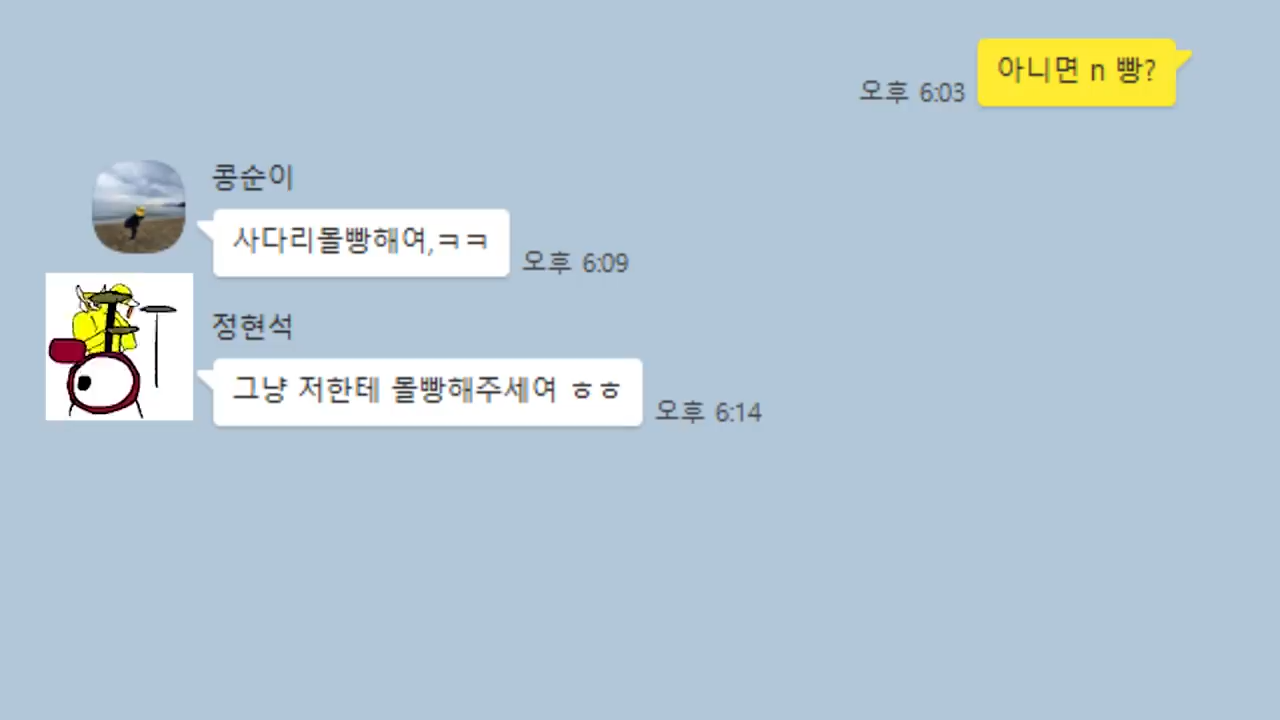 아니면 n 빵?
오후 6:03
콩순이
사다리몰빵해여,ㅋㅋ
오후 6:09
정현석
그냥 저한테 몰빵해주세여 ㅎㅎ
오후 6:14